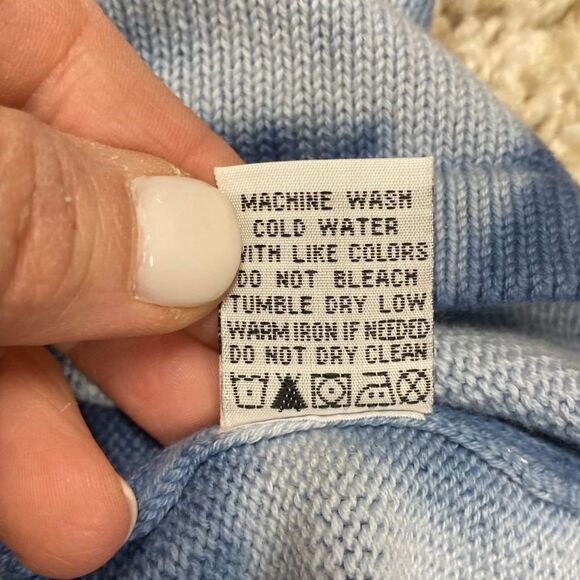 MACHINE WASH
COLD WATER
WITH LIKE COLORS
DO NOT BLEACH
TUMBLE DRY LOW
WARM IRON IF NEEDED
DO NOT DRY CLEAN